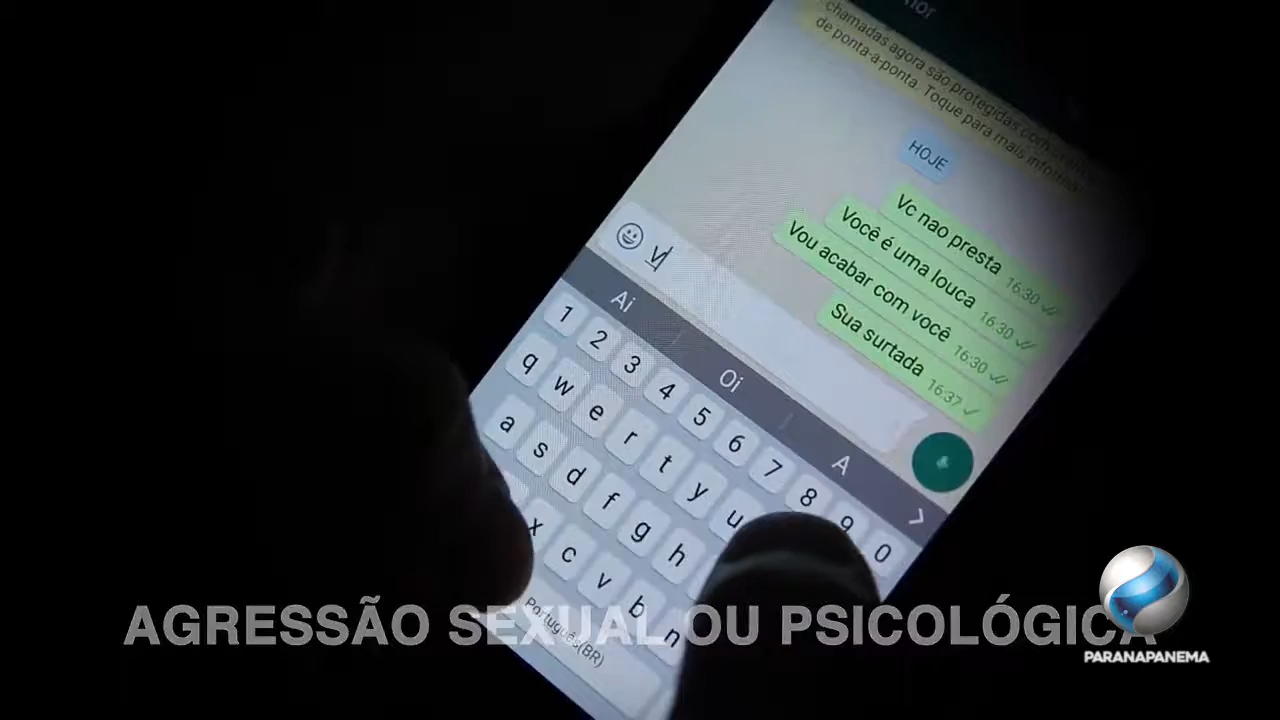 chamadas agora são protegidas com
de ponta-a-ponta. Toque para mais
HOJE
Vc nao presta 16:30
Você é uma louca 16:30
Vou acabar com você 16:30
Sua surtada 16:37
v
Ai Oi A
1 2 3 4 5 6 7 8 9 0
q w e r t y u
a s d f g h
x c v b n
Português(BR)
AGRESSÃO SEXUAL OU PSICOLÓGICA
PARANAPANEMA